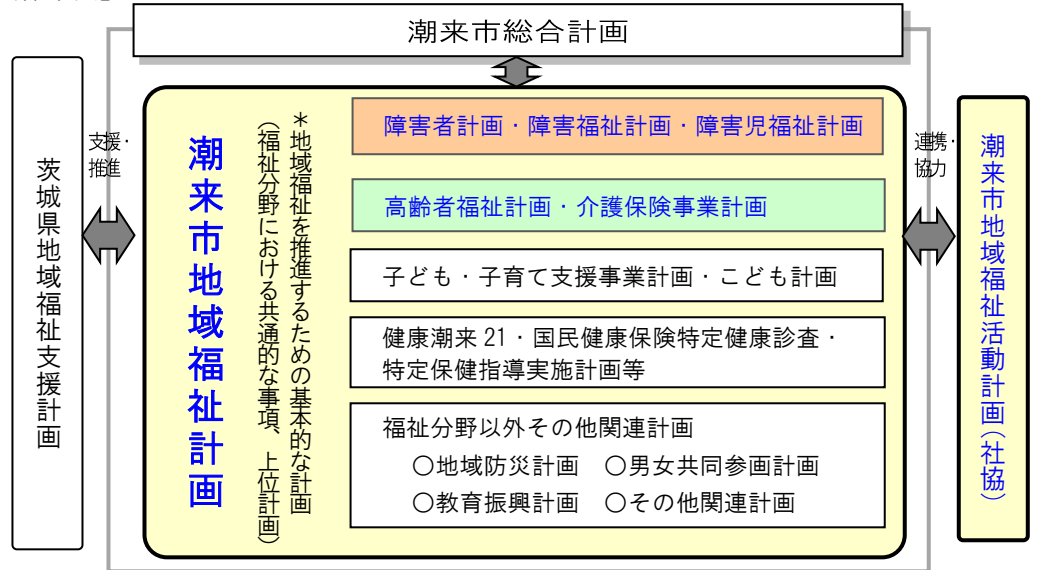 潮来市総合計画
茨城県地域福祉支援計画
支援・
推進
潮来市地域福祉計画
＊地域福祉を推進するための基本的な計画
（福祉分野における共通的な事項、上位計画）
障害者計画・障害福祉計画・障害児福祉計画
高齢者福祉計画・介護保険事業計画
子ども・子育て支援事業計画・こども計画
健康潮来 21・国民健康保険特定健康診査・
特定保健指導実施計画等
福祉分野以外その他関連計画
〇地域防災計画　〇男女共同参画計画
〇教育振興計画　〇その他関連計画
連携・
協力
潮来市地域福祉活動計画（社協）